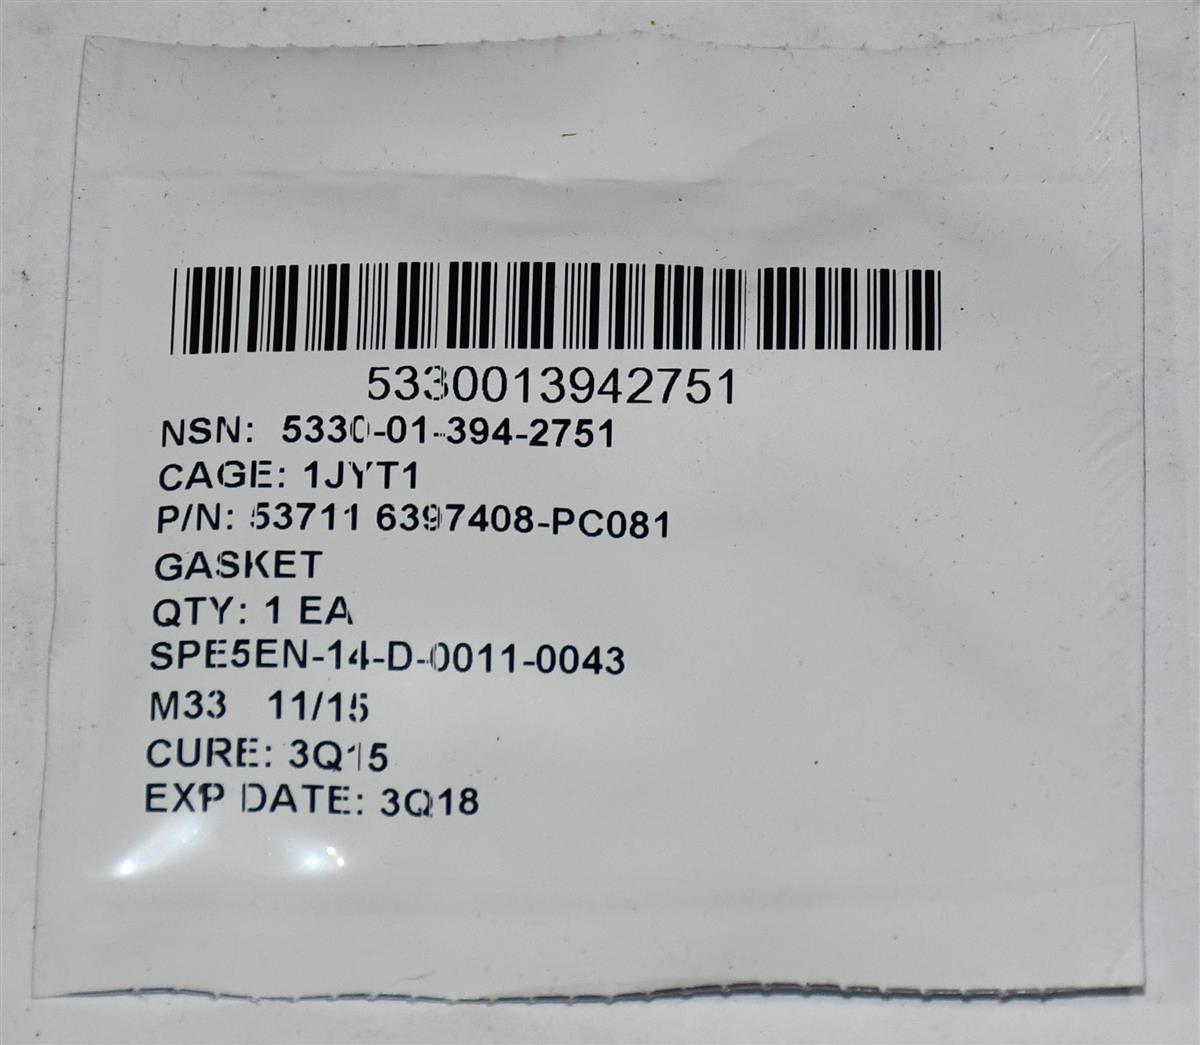 5330013942751
NSN: 5330-01-394-2751
CAGE: 1JYT1
P/N: 53711 6397408-PC081
GASKET
QTY: 1 EA
SPE5EN-14-D-0011-0043
M33 11/15
CURE: 3Q15
EXP DATE: 3Q18